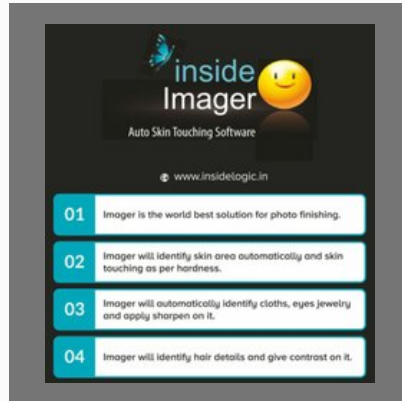 inside
Imager
Auto Skin Touching Software
www.insidelogic.in
01 Imager is the world best solution for photo finishing.
02 Imager will identify skin area automatically and skin
touching as per hardness.
03 Imager will automatically identify cloths, eyes jewelry
and apply sharpen on it.
04 Imager will identify hair details and give contrast on it.